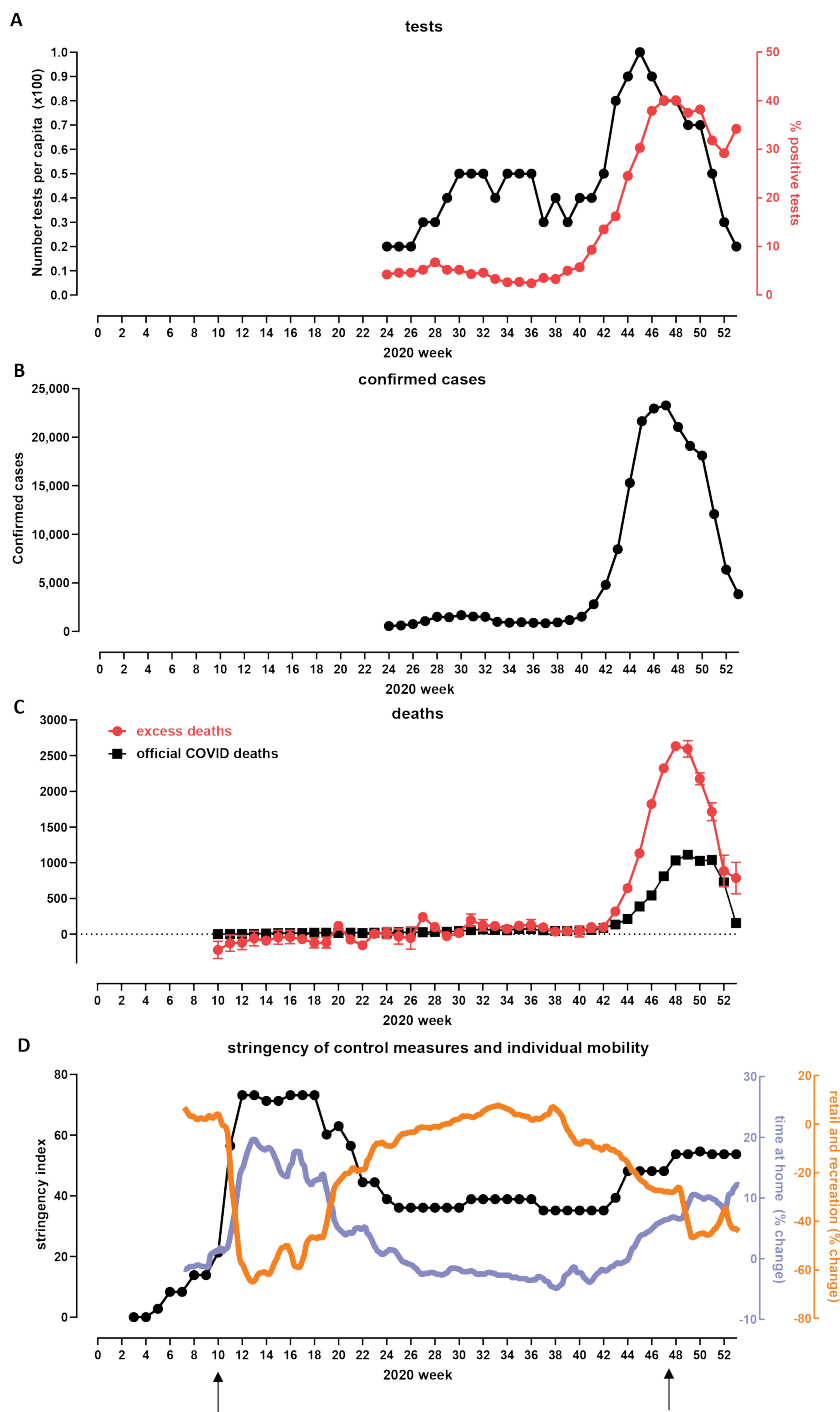 A
tests
Number tests per capita (x100)
1.0
0.9
0.8
0.7
0.6
0.5
0.4
0.3
0.2
0.1
0.0
50
40
30
20
10
0
% positive tests
0 2 4 6 8 10 12 14 16 18 20 22 24 26 28 30 32 34 36 38 40 42 44 46 48 50 52
2020 week
B
confirmed cases
Confirmed cases
25,000
20,000
15,000
10,000
5,000
0
0 2 4 6 8 10 12 14 16 18 20 22 24 26 28 30 32 34 36 38 40 42 44 46 48 50 52
2020 week
C
deaths
3000
2500
2000
1500
1000
500
0
excess deaths
official COVID deaths
0 2 4 6 8 10 12 14 16 18 20 22 24 26 28 30 32 34 36 38 40 42 44 46 48 50 52
2020 week
D
stringency of control measures and individual mobility
stringency index
80
60
40
20
0
30
20
10
0
-10
time at home (% change)
20
0
-20
-40
-60
-80
retail and recreation (% change)
0 2 4 6 8 10 12 14 16 18 20 22 24 26 28 30 32 34 36 38 40 42 44 46 48 50 52
2020 week